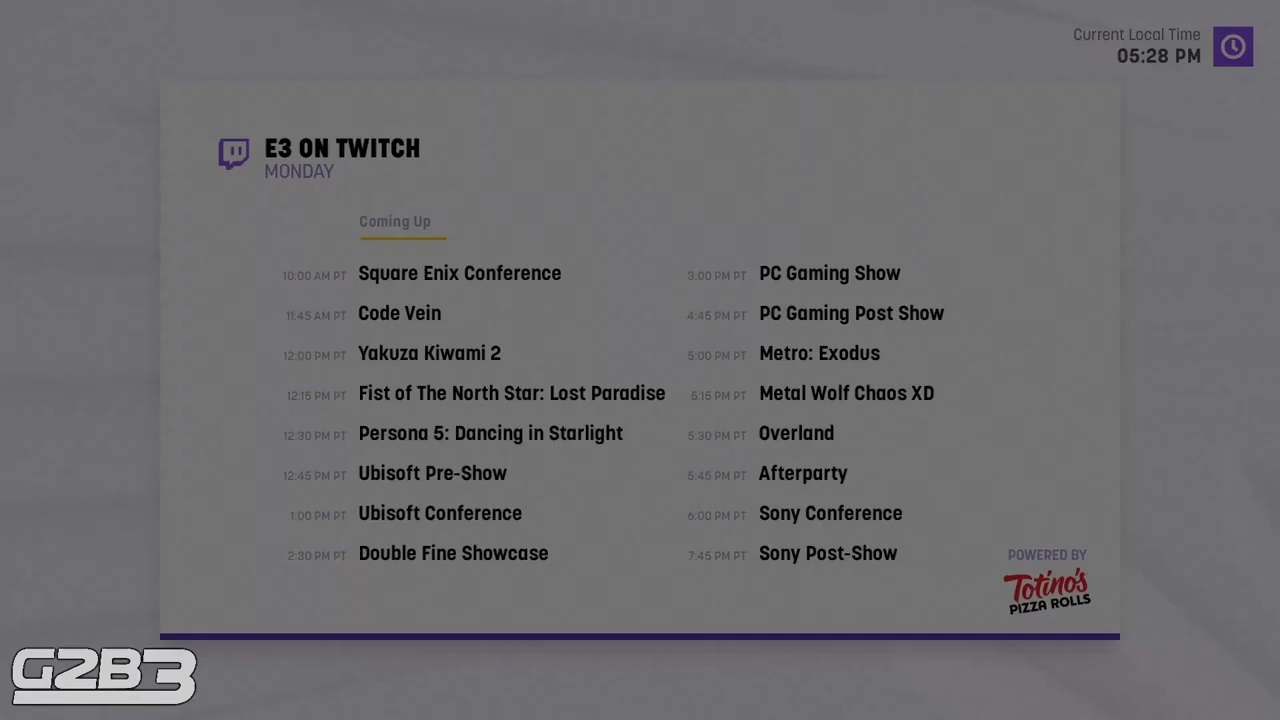 Current Local Time
05:28 PM
E3 ON TWITCH
MONDAY
Coming Up
10:00 AM PT Square Enix Conference
11:45 AM PT Code Vein
12:00 PM PT Yakuza Kiwami 2
12:15 PM PT Fist of The North Star: Lost Paradise
12:30 PM PT Persona 5: Dancing in Starlight
12:45 PM PT Ubisoft Pre-Show
1:00 PM PT Ubisoft Conference
2:30 PM PT Double Fine Showcase
3:00 PM PT PC Gaming Show
4:45 PM PT PC Gaming Post Show
5:00 PM PT Metro: Exodus
5:15 PM PT Metal Wolf Chaos XD
5:30 PM PT Overland
5:45 PM PT Afterparty
6:00 PM PT Sony Conference
7:45 PM PT Sony Post-Show
POWERED BY
Totino's
PIZZA ROLLS
G2B3